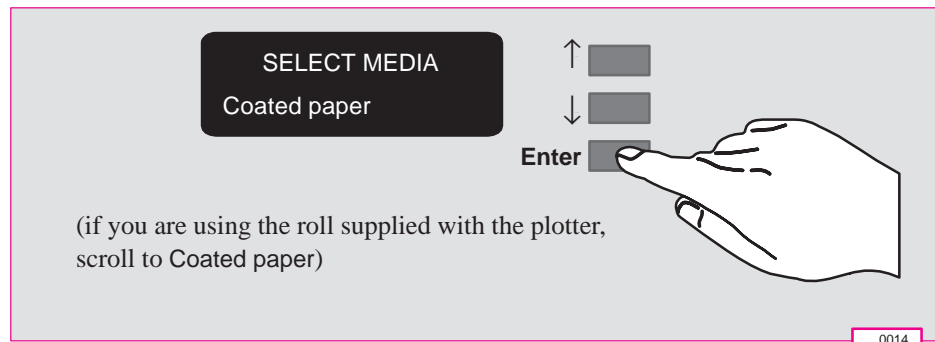 SELECT MEDIA
↑
Coated paper
↓
Enter
(if you are using the roll supplied with the plotter,
scroll to Coated paper)
0014